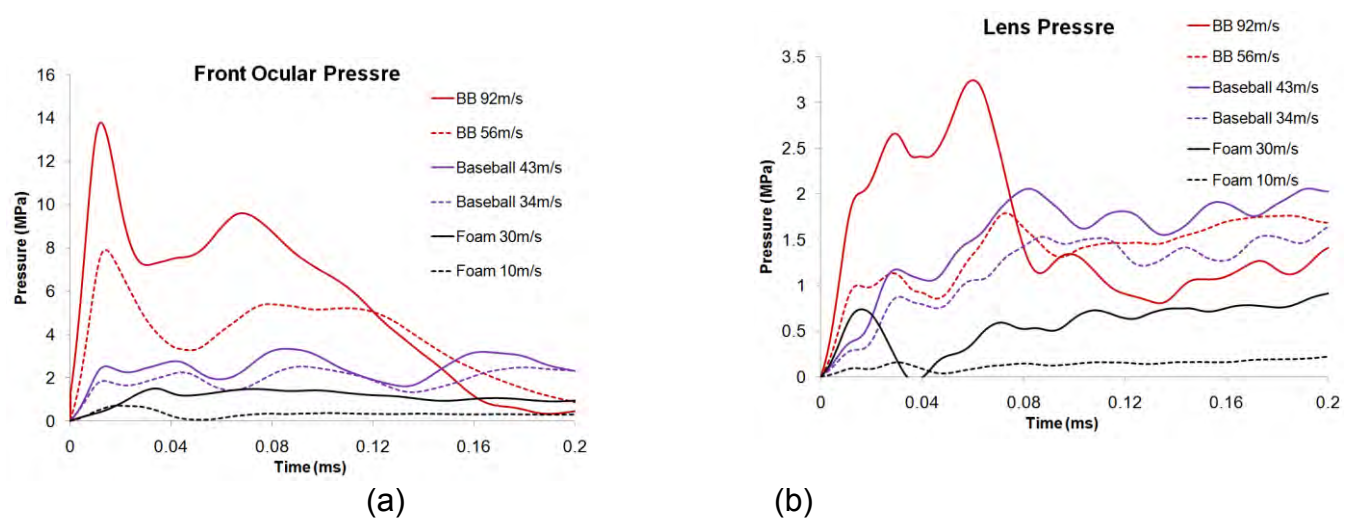 Front Ocular Pressre
16
14
12
10
8
6
4
2
0
Pressure (MPa)
0 0.04 0.08 0.12 0.16 0.2
Time (ms)
BB 92m/s
BB 56m/s
Baseball 43m/s
Baseball 34m/s
Foam 30m/s
Foam 10m/s
(a)
Lens Pressre
3.5
3
2.5
2
1.5
1
0.5
0
Pressure (MPa)
0 0.04 0.08 0.12 0.16 0.2
Time (ms)
BB 92m/s
BB 56m/s
Baseball 43m/s
Baseball 34m/s
Foam 30m/s
Foam 10m/s
(b)